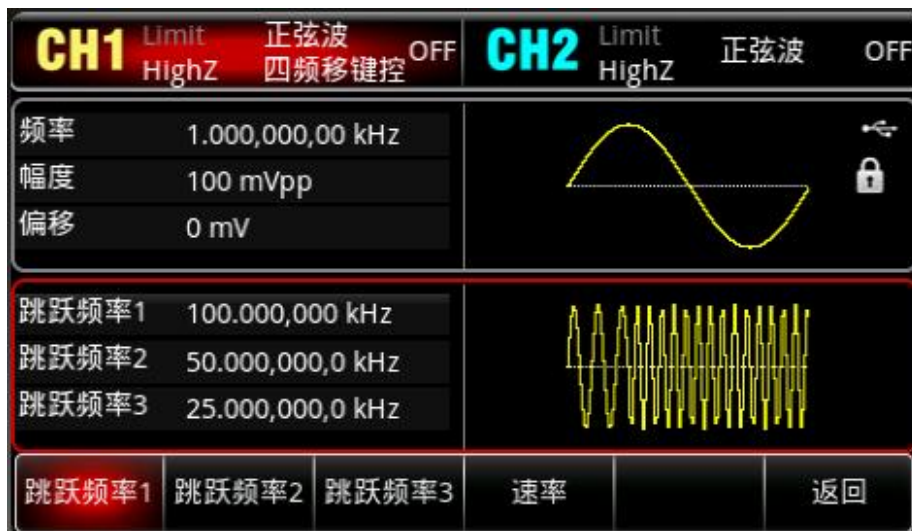 CH1 Limit 正弦波 OFF CH2 Limit 正弦波 OFF
HighZ 四频移键控 HighZ
频率 1.000,000,00 kHz
幅度 100 mVpp
偏移 0 mV
跳跃频率1 100.000,000 kHz
跳跃频率2 50.000,000,0 kHz
跳跃频率3 25.000,000,0 kHz
跳跃频率1 跳跃频率2 跳跃频率3 速率 返回